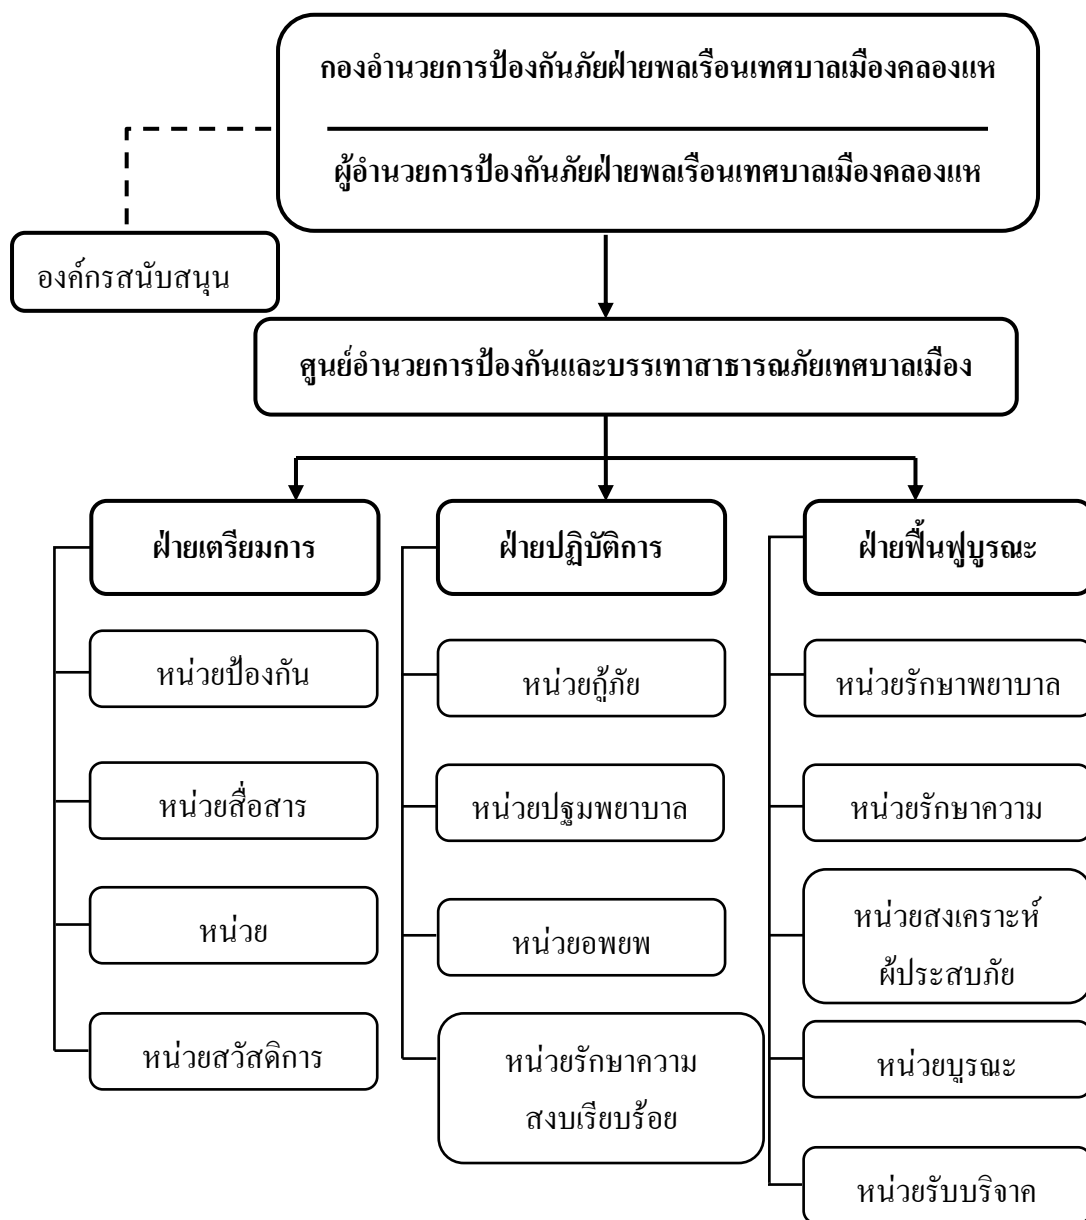 กองอำนวยการป้องกันภัยฝ่ายพลเรือนเทศบาลเมืองคลองแห
ผู้อำนวยการป้องกันภัยฝ่ายพลเรือนเทศบาลเมืองคลองแห
องค์กรสนับสนุน
ศูนย์อำนวยการป้องกันและบรรเทาสาธารณภัยเทศบาลเมือง
ฝ่ายเตรียมการ
หน่วยป้องกัน
หน่วยสื่อสาร
หน่วย
หน่วยสวัสดิการ
ฝ่ายปฏิบัติการ
หน่วยกู้ภัย
หน่วยปฐมพยาบาล
หน่วยอพยพ
หน่วยรักษาความ
สงบเรียบร้อย
ฝ่ายฟื้นฟูบูรณะ
หน่วยรักษาพยาบาล
หน่วยรักษาความ
หน่วยสงเคราะห์
ผ้ประสบภัย
หน่วยบูรณะ
หน่วยรับบริจาค